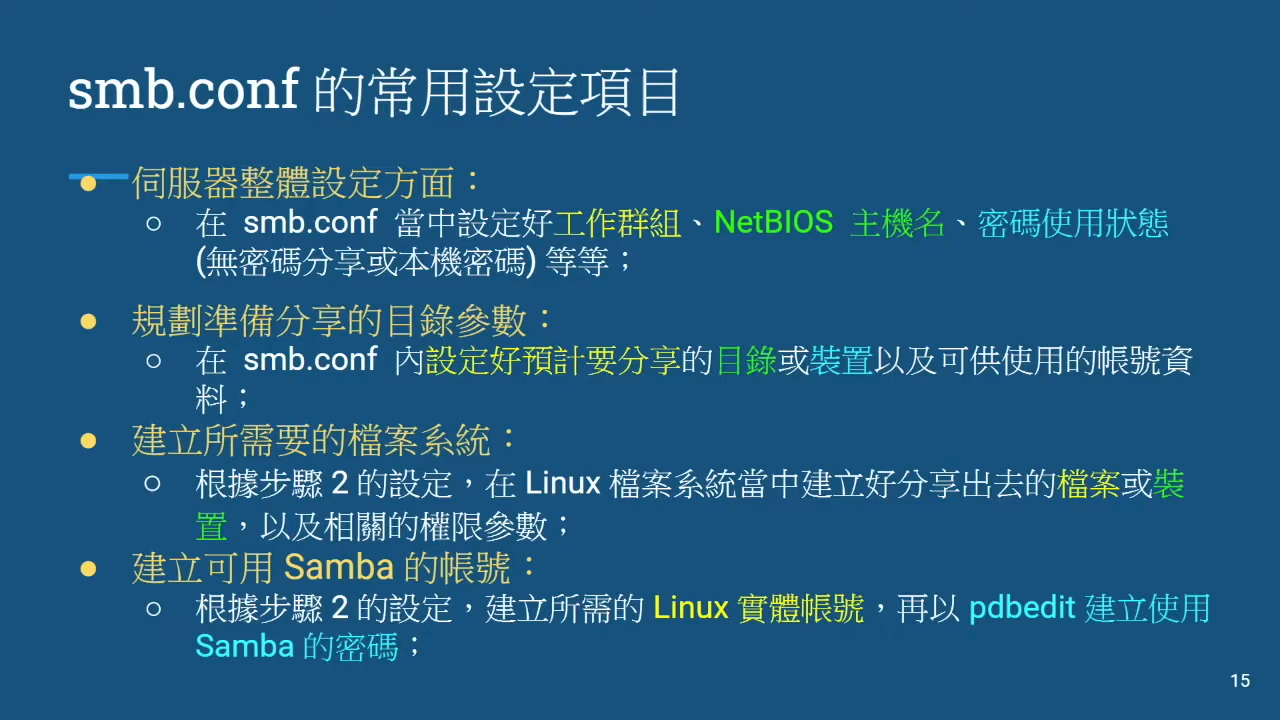 smb.conf 的常用設定項目
● 伺服器整體設定方面：
○ 在 smb.conf 當中設定好工作群組、NetBIOS 主機名、密碼使用狀態
(無密碼分享或本機密碼) 等等；
● 規劃準備分享的目錄參數：
○ 在 smb.conf 內設定好預計要分享的目錄或裝置以及可供使用的帳號資
料；
● 建立所需要的檔案系統：
○ 根據步驟 2 的設定，在 Linux 檔案系統當中建立好分享出去的檔案或裝
置，以及相關的權限參數；
● 建立可用 Samba 的帳號：
○ 根據步驟 2 的設定，建立所需的 Linux 實體帳號，再以 pdbedit 建立使用
Samba 的密碼；
15